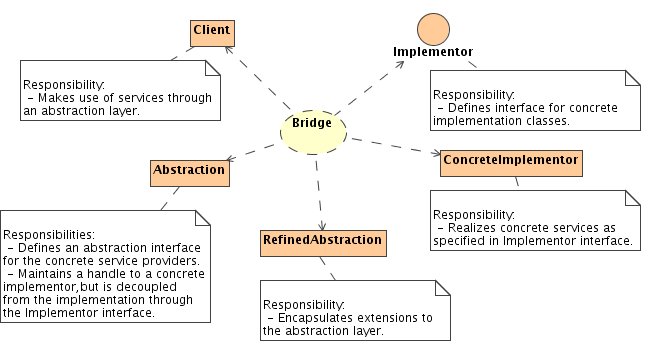 Client
Responsibility:
- Makes use of services through
an abstraction layer.
Implementor
Responsibility:
- Defines interface for concrete
implementation classes.
Bridge
Abstraction
Responsibilities:
- Defines an abstraction interface
for the concrete service providers.
- Maintains a handle to a concrete
implementor,but is decoupled
from the implementation through
the Implementor interface.
ConcreteImplementor
Responsibility:
- Realizes concrete services as
specified in Implementor interface.
RefinedAbstraction
Responsibility:
- Encapsulates extensions to
the abstraction layer.